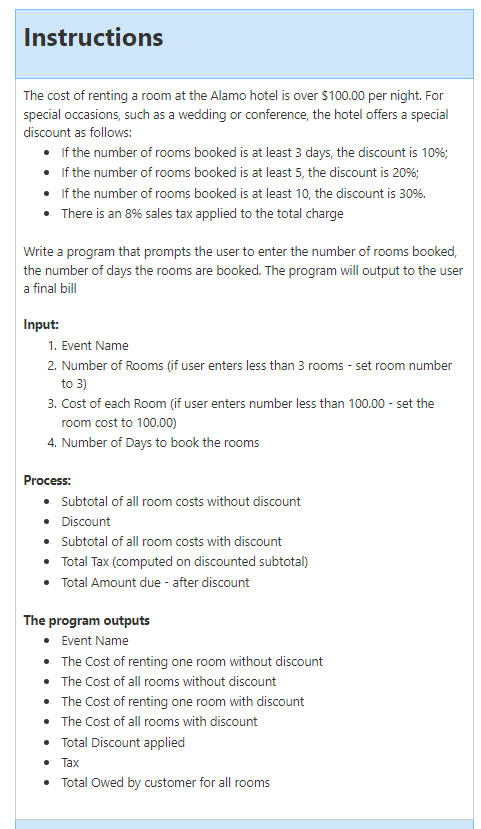 Instructions
The cost of renting a room at the Alamo hotel is over $100.00 per night. For
special occasions, such as a wedding or conference, the hotel offers a special
discount as follows:
• If the number of rooms booked is at least 3 days, the discount is 10%;
• If the number of rooms booked is at least 5, the discount is 20%;
• If the number of rooms booked is at least 10, the discount is 30%.
• There is an 8% sales tax applied to the total charge
Write a program that prompts the user to enter the number of rooms booked,
the number of days the rooms are booked. The program will output to the user
a final bill
Input:
1. Event Name
2. Number of Rooms (if user enters less than 3 rooms - set room number
to 3)
3. Cost of each Room (if user enters number less than 100.00 - set the
room cost to 100.00)
4. Number of Days to book the rooms
Process:
• Subtotal of all room costs without discount
• Discount
• Subtotal of all room costs with discount
• Total Tax (computed on discounted subtotal)
• Total Amount due - after discount
The program outputs
• Event Name
• The Cost of renting one room without discount
• The Cost of all rooms without discount
• The Cost of renting one room with discount
• The Cost of all rooms with discount
• Total Discount applied
• Tax
• Total Owed by customer for all rooms